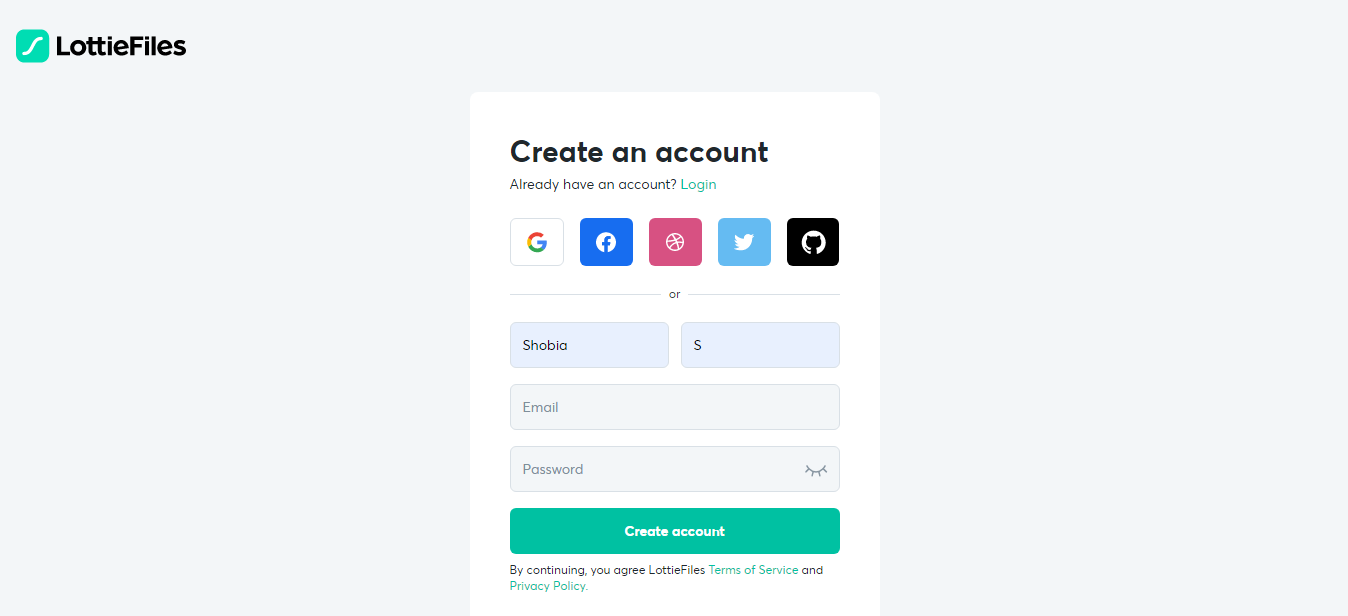 LottieFiles
Create an account
Already have an account? Login
or
Shobia
S
Email
Password
Create account
By continuing, you agree LottieFiles Terms of Service and
Privacy Policy.